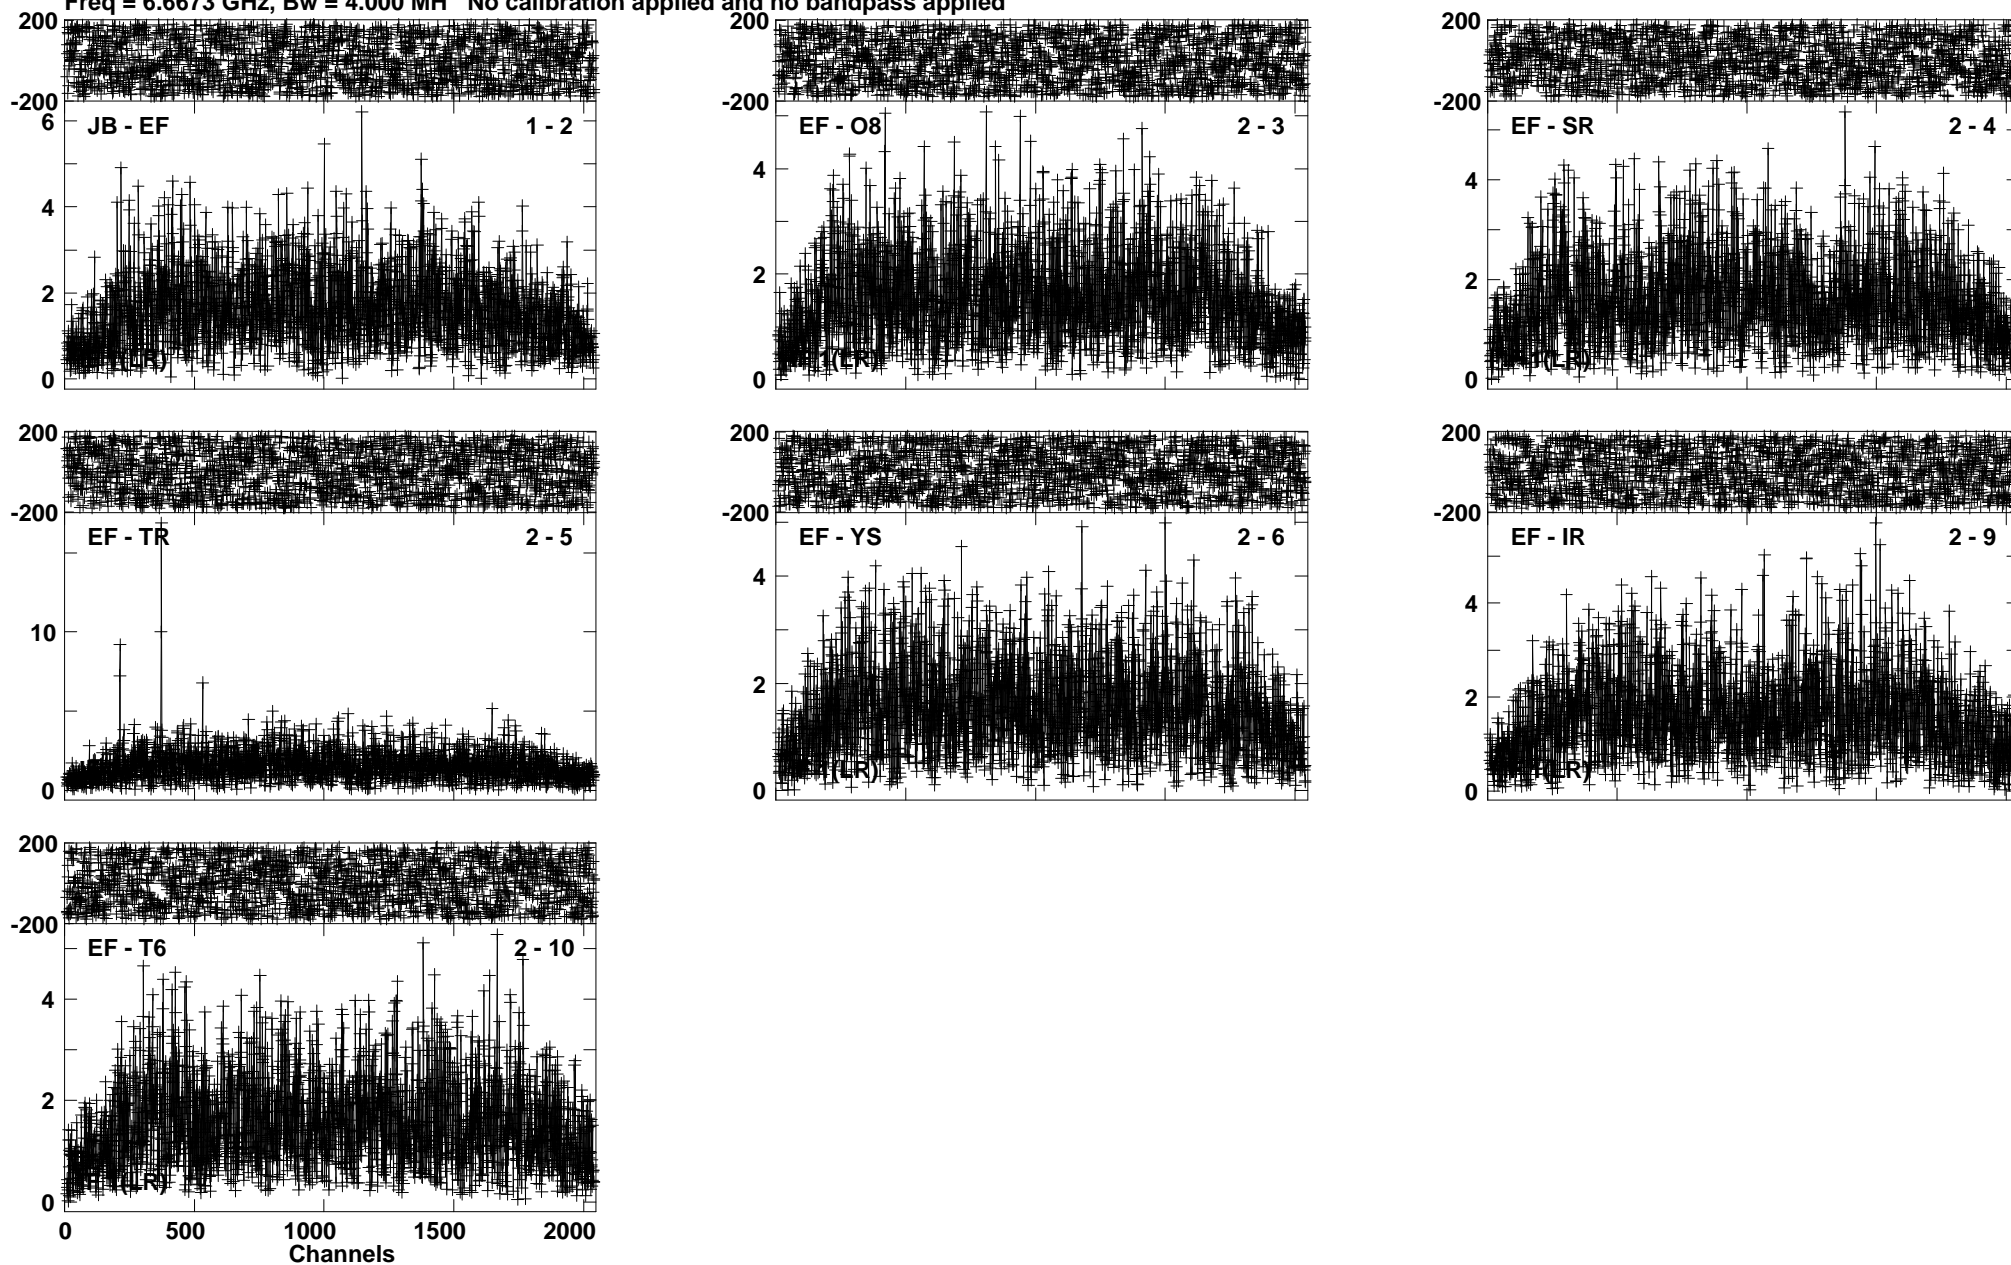 Freq = 6.6673 GHz, Bw = 4.000 MH No calibration applied and no bandpass applied
200 200 200
-200 -200 -200
JB - EF 1 - 2 EF - O8 2 - 3 EF - SR 2 - 4
6
4 4 4
2 2 2
(LR) 1(LR) (LR)
0 0 0
200 200 200
-200 -200 -200
EF - TR 2 - 5 EF - YS 2 - 6 EF - IR 2 - 9
10 4 4
2 2
(LR) (LR)
0 0 0
200
-200
EF - T6 2 - 10
4
2
(LR)
0
0 500 1000 1500 2000
Channels